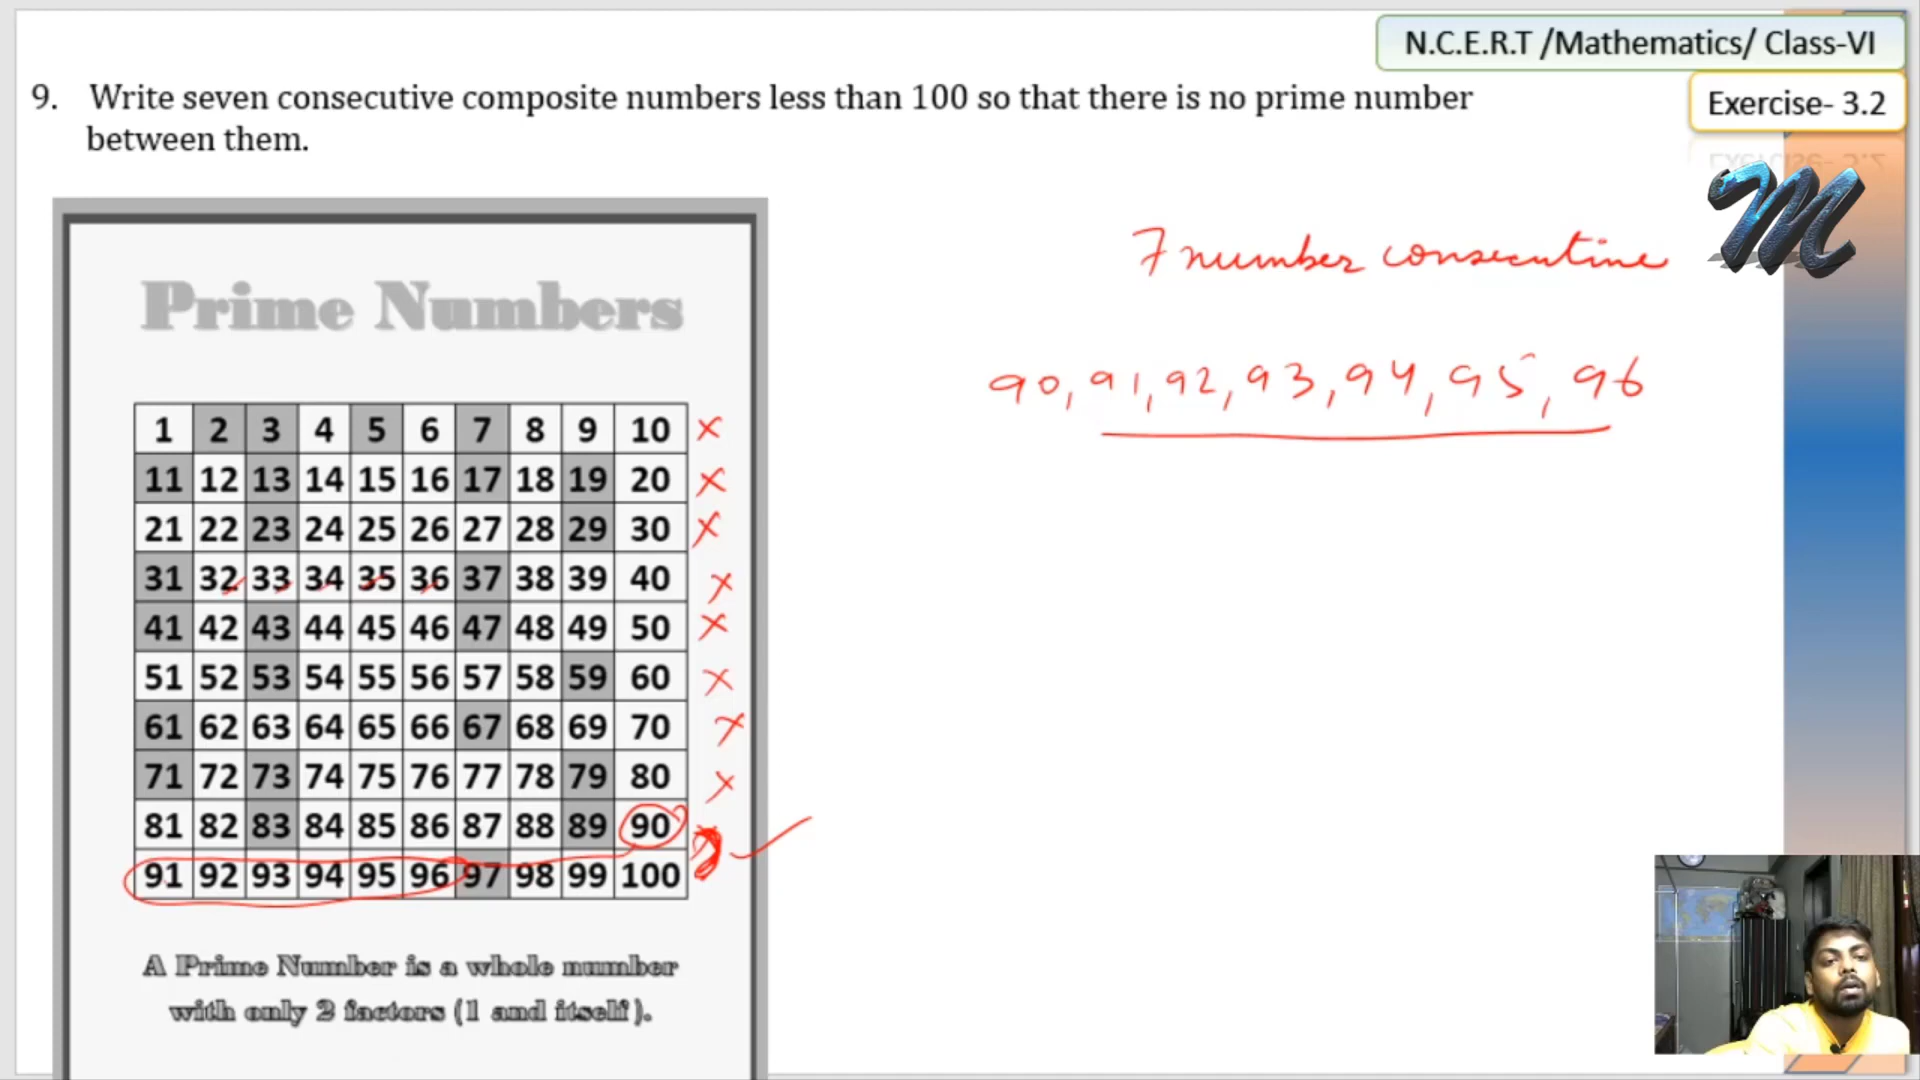 N.C.E.R.T /Mathematics/ Class-VI
9. Write seven consecutive composite numbers less than 100 so that there is no prime number
between them.
Exercise- 3.2
M
7 number consecutine
90, 91, 92, 93, 94, 95, 96
Prime Numbers
1 2 3 4 5 6 7 8 9 10 ×
11 12 13 14 15 16 17 18 19 20 ×
21 22 23 24 25 26 27 28 29 30 ×
31 32 33 34 35 36 37 38 39 40 ×
41 42 43 44 45 46 47 48 49 50 ×
51 52 53 54 55 56 57 58 59 60 ×
61 62 63 64 65 66 67 68 69 70 ×
71 72 73 74 75 76 77 78 79 80 ×
81 82 83 84 85 86 87 88 89 90
91 92 93 94 95 96 97 98 99 100
A Prime Number is a whole number
with only 2 factors (1 and itself).